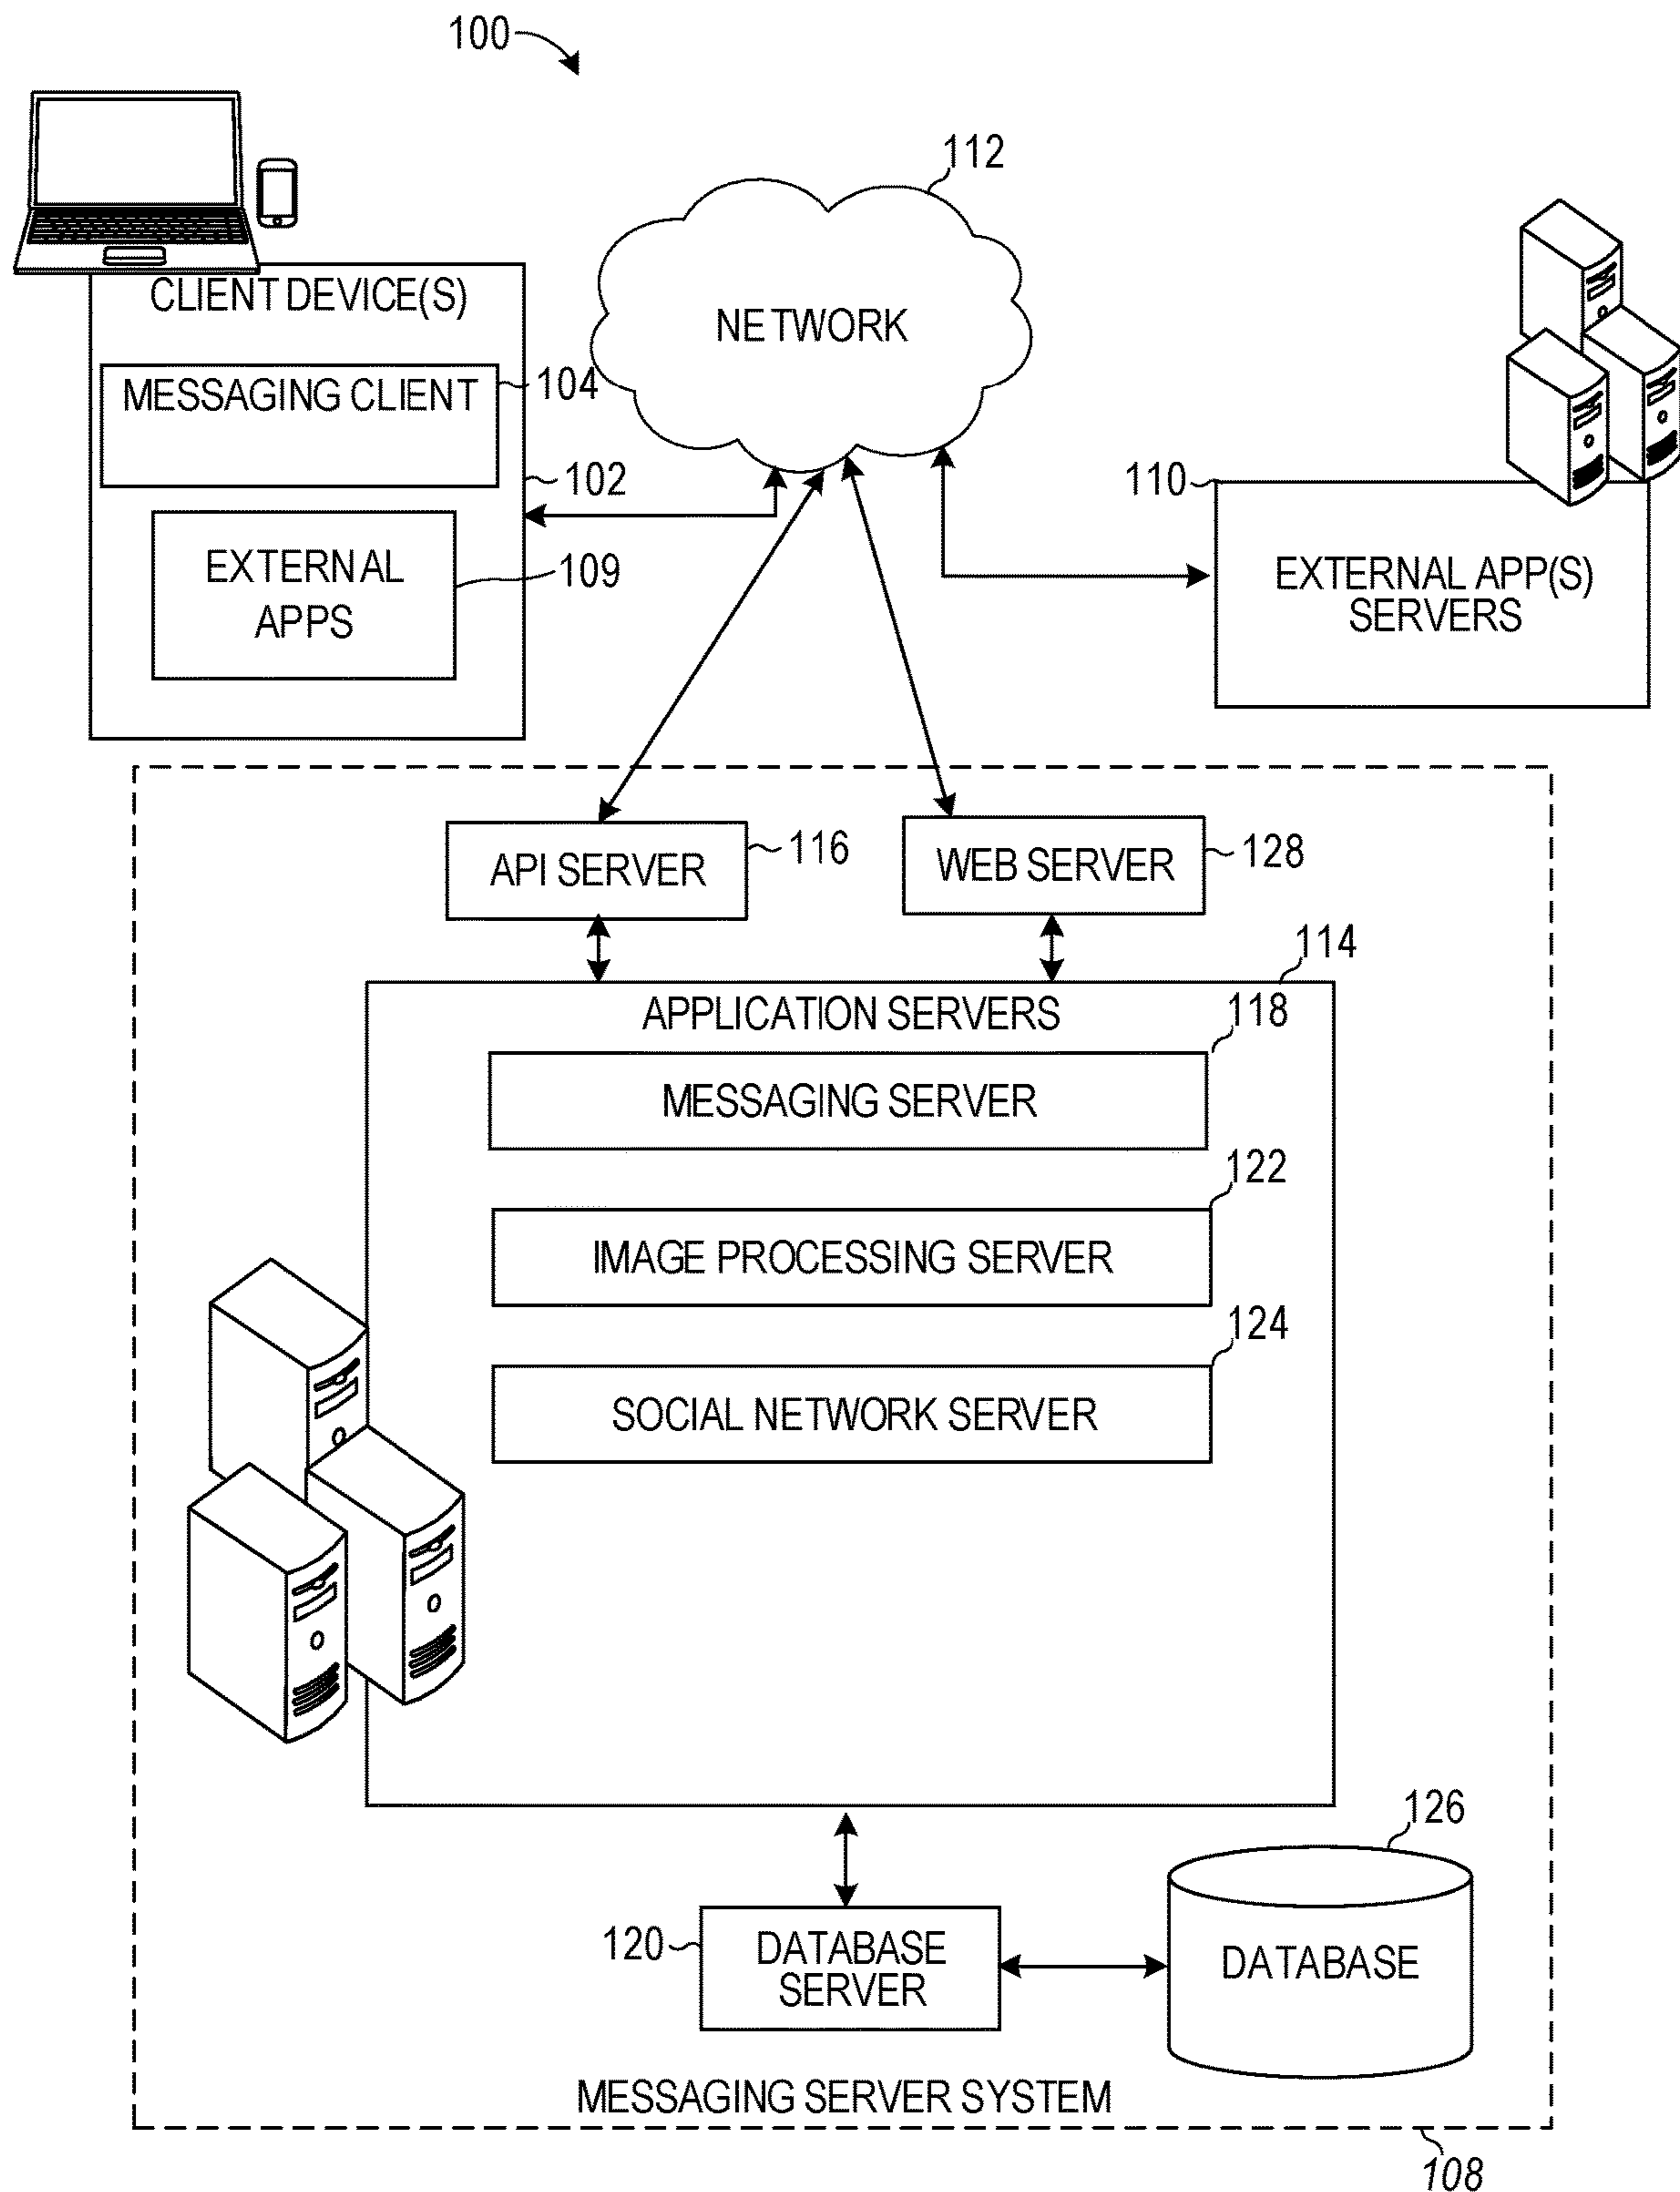 100
112
CLIENT DEVICE(S)
NETWORK
MESSAGING CLIENT
104
102
110
EXTERNAL
APPS
109
EXTERNAL APP(S)
SERVERS
API SERVER
116
WEB SERVER
128
114
APPLICATION SERVERS
118
MESSAGING SERVER
122
IMAGE PROCESSING SERVER
124
SOCIAL NETWORK SERVER
126
120
DATABASE
SERVER
DATABASE
MESSAGING SERVER SYSTEM
108